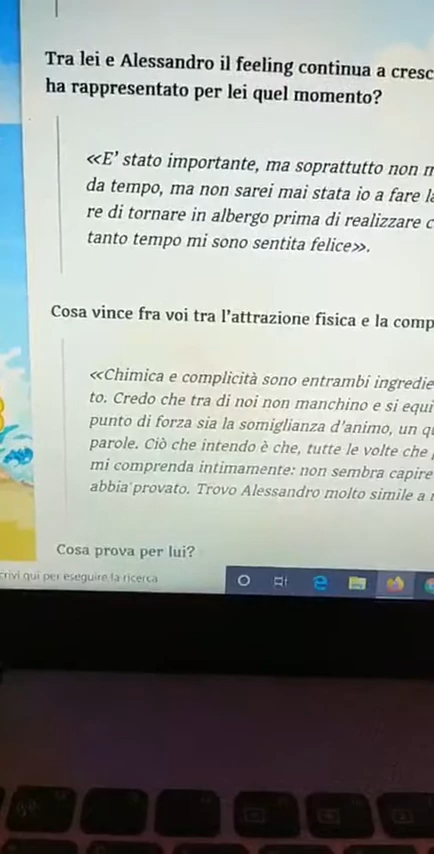 Tra lei e Alessandro il feeling continua a cresc
ha rappresentato per lei quel momento?
«E' stato importante, ma soprattutto non
da tempo, ma non sarei mai stata io a fare
re di tornare in albergo prima di realizzare c
tanto tempo mi sono sentita felice».
Cosa vince fra voi tra l'attrazione fisica e la comp
«Chimica e complicità sono entrambi ingredie
to. Credo che tra di noi non manchino e si equi
punto di forza sia la somiglianza d'animo, un
parole. Ciò che intendo è che, tutte le volte che
mi comprenda intimamente: non sembra capire
abbia provato. Trovo Alessandro molto simile a
Cosa prova per lui?
crivi qui per eseguire la ricerca